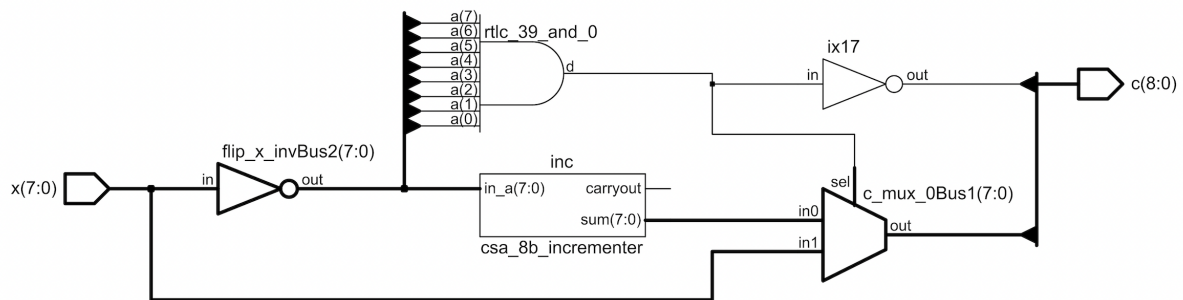 a(7)
a(6)
a(5)
a(4)
a(3)
a(2)
a(1)
a(0)
rtlc_39_and_0
d
ix17
in
out
c(8:0)
flip_x_invBus2(7:0)
x(7:0)
in
out
inc
in_a(7:0)
carryout
sum(7:0)
csa_8b_incrementer
sel
c_mux_0Bus1(7:0)
in0
in1
out